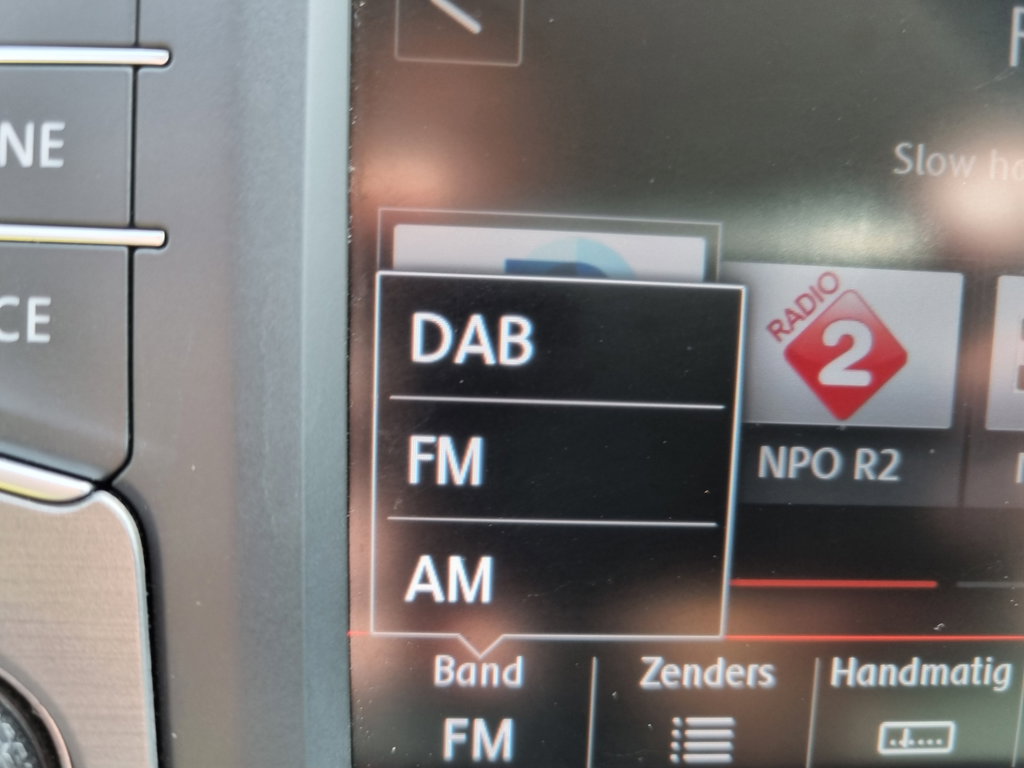 NE
CE
Slow
RADIO
2
NPO R2
DAB
FM
AM
Band
FM
Zenders
Handmatig